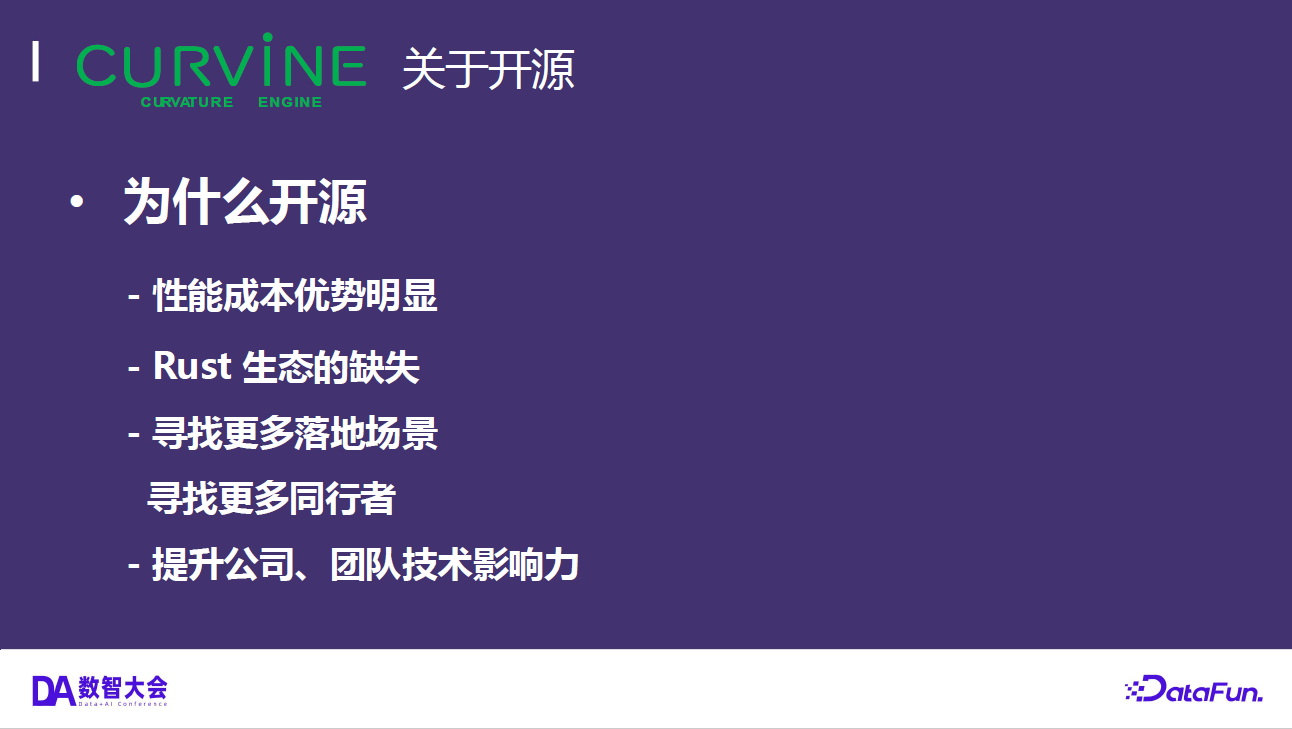 CURVINE 关于开源
CURVATURE ENGINE
• 为什么开源
- 性能成本优势明显
- Rust 生态的缺失
- 寻找更多落地场景
寻找更多同行者
- 提升公司、团队技术影响力
DA 数智大会
Data+AI Conference
DataFun.